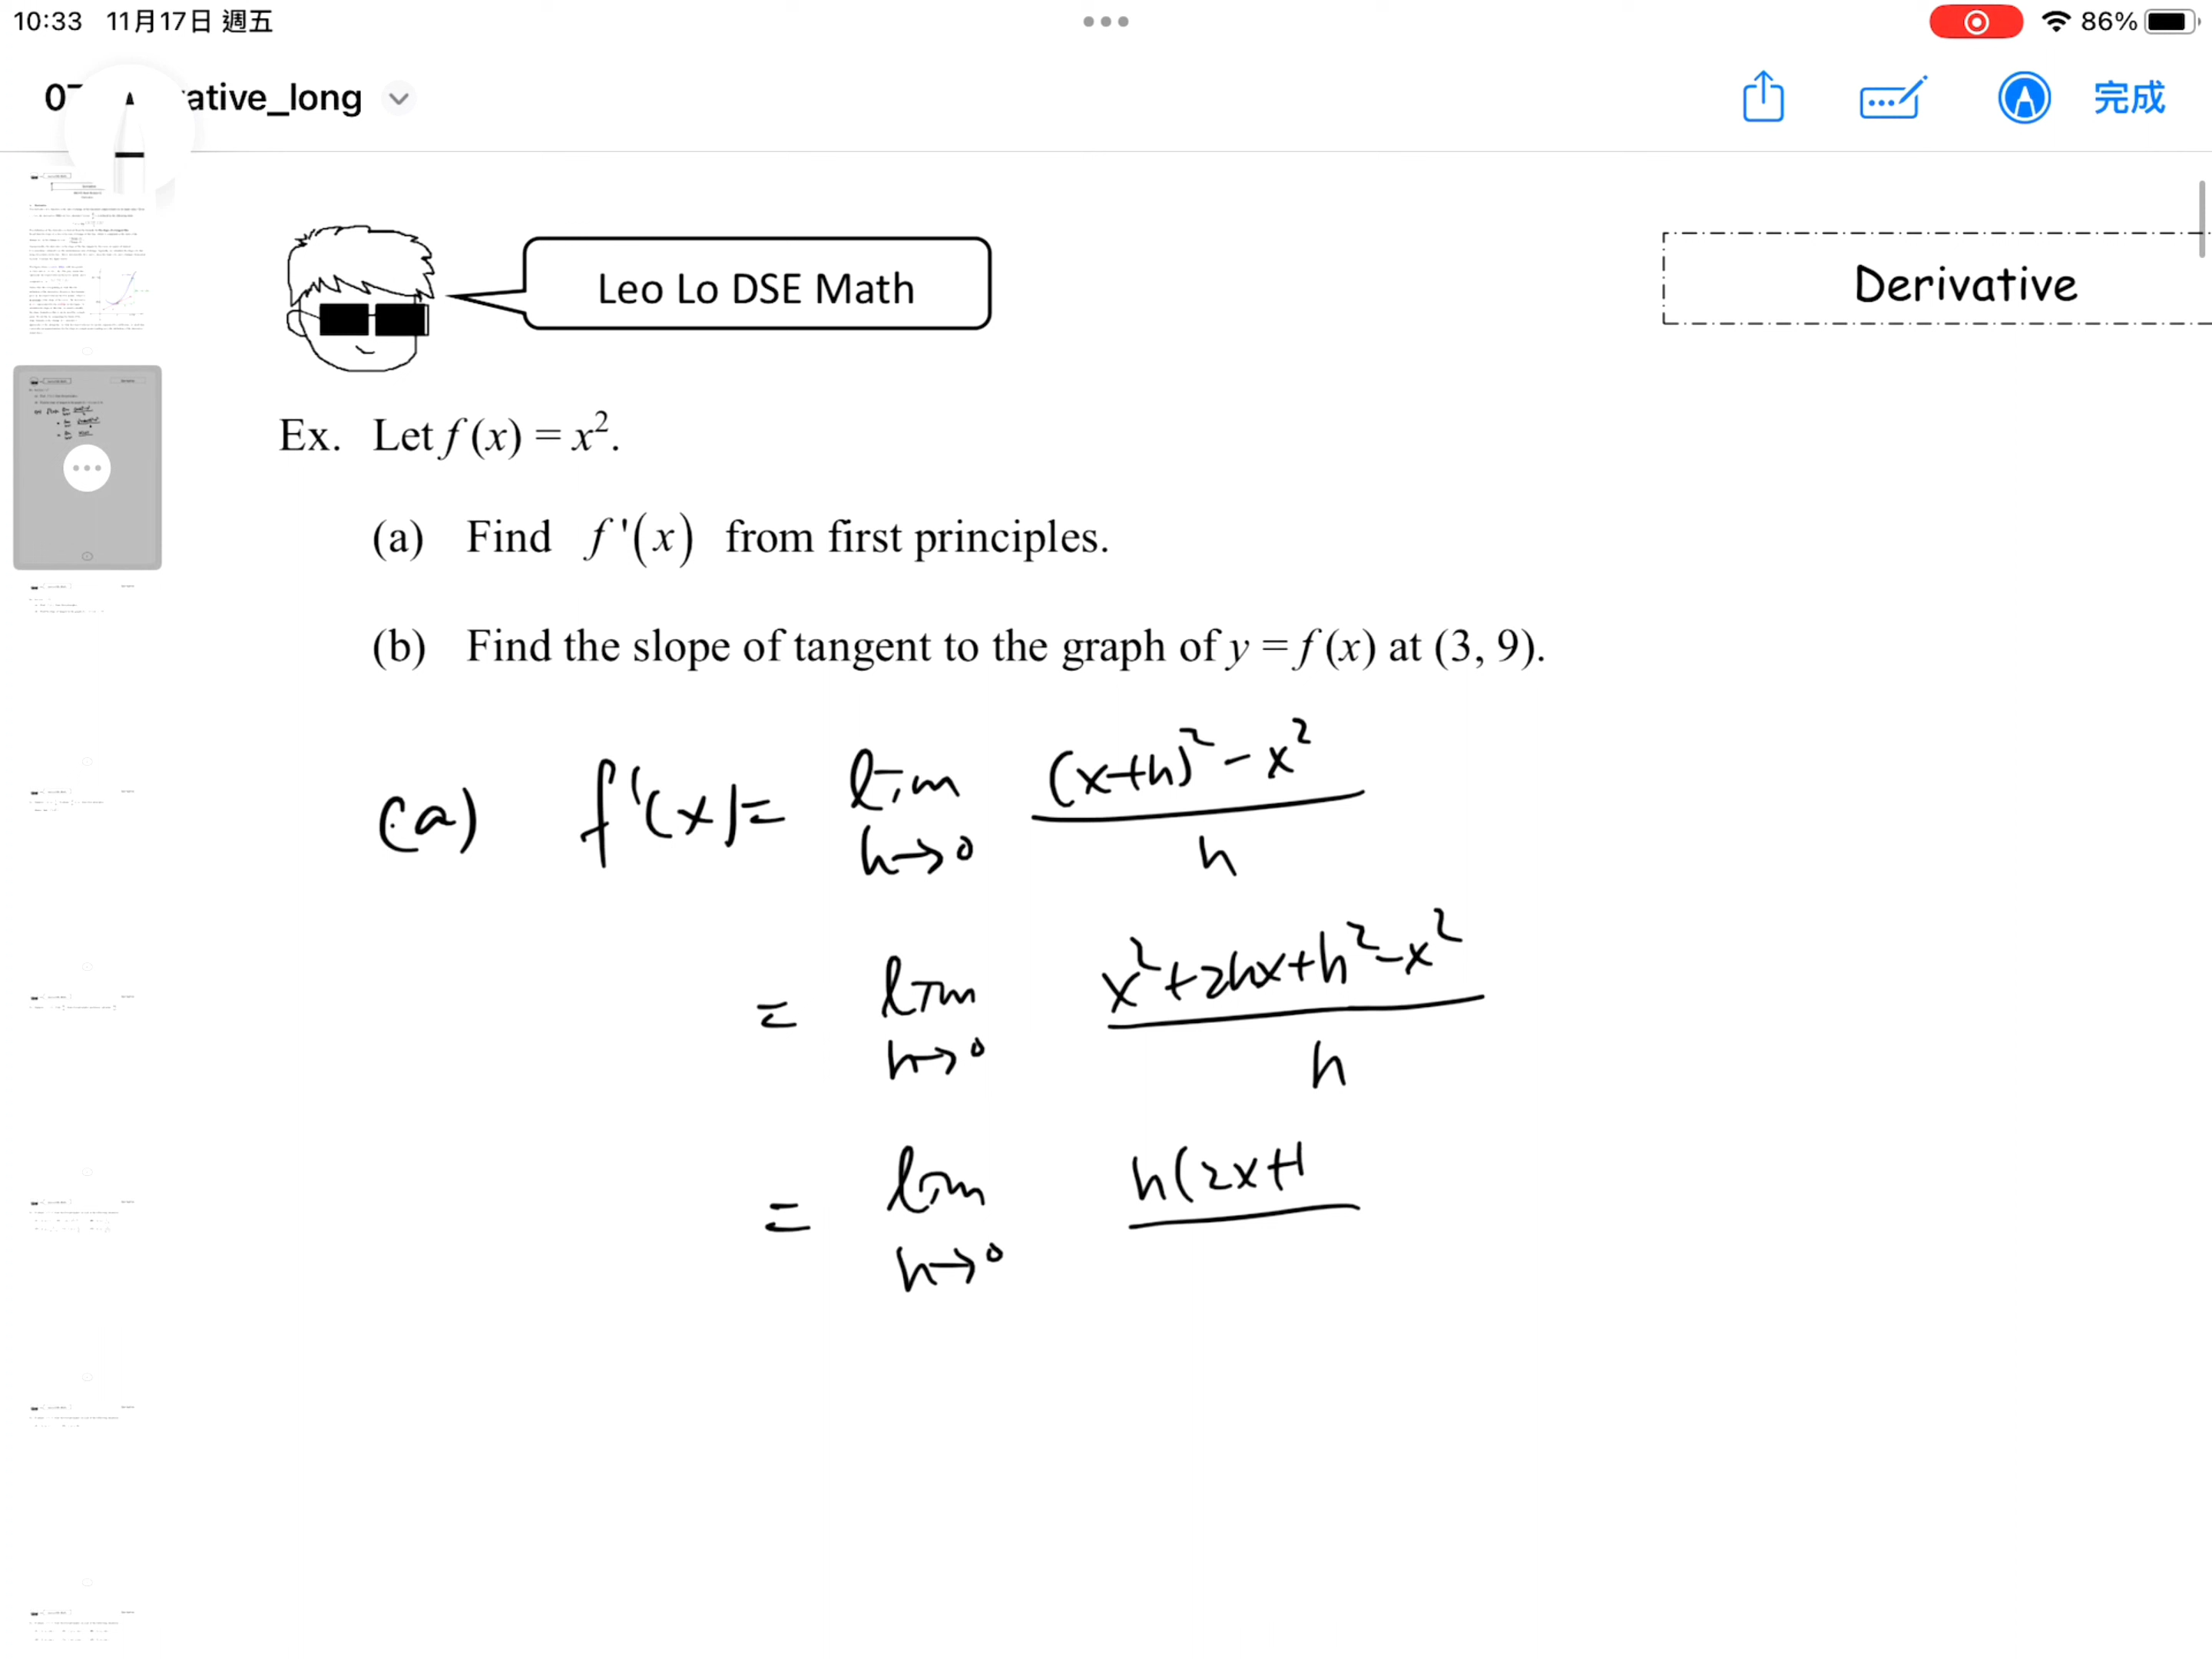 10:33 11月17日 週五
86%
ative_long
完成
Leo Lo DSE Math
Derivative
Ex. Let f(x) = x².
(a) Find f'(x) from first principles.
(b) Find the slope of tangent to the graph of y = f(x) at (3, 9).
(a) f'(x) = lim h→0 ((x+h)² - x²)/h
= lim h→0 (x²+2hx+h²-x²)/h
= lim h→0 h(2x+